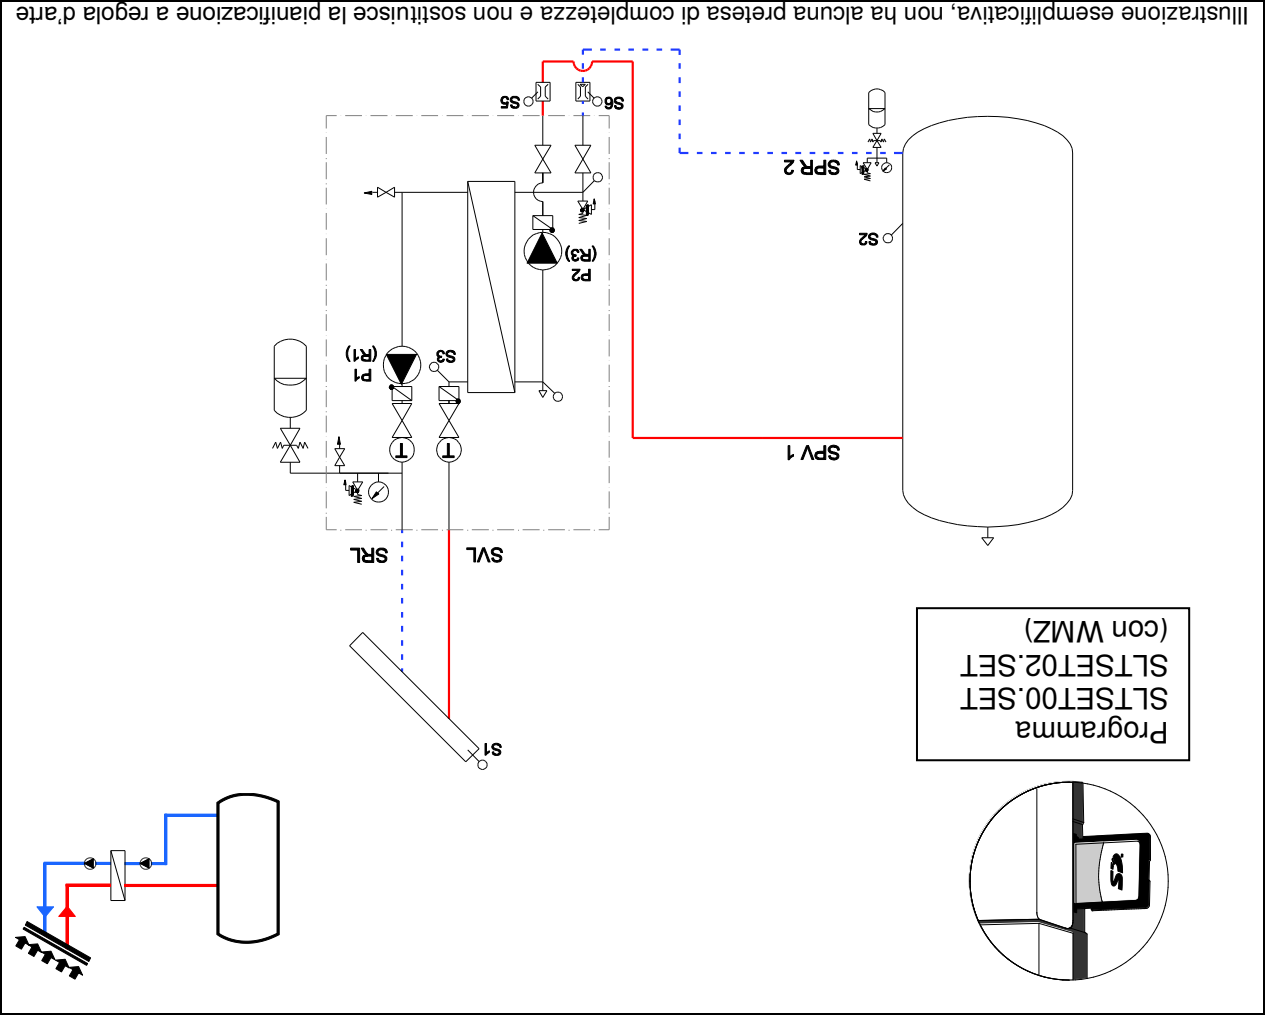 Programma
SLTSET00.SET
SLTSET02.SET
(con WMZ)
S1
SVL
SRL
SPV 1
T
T
S3
P1
(R1)
P2
(R3)
S2
SPR 2
S6
S5
Illustrazione esemplificativa, non ha alcuna pretesa di completezza e non sostituisce la pianificazione a regola d'arte